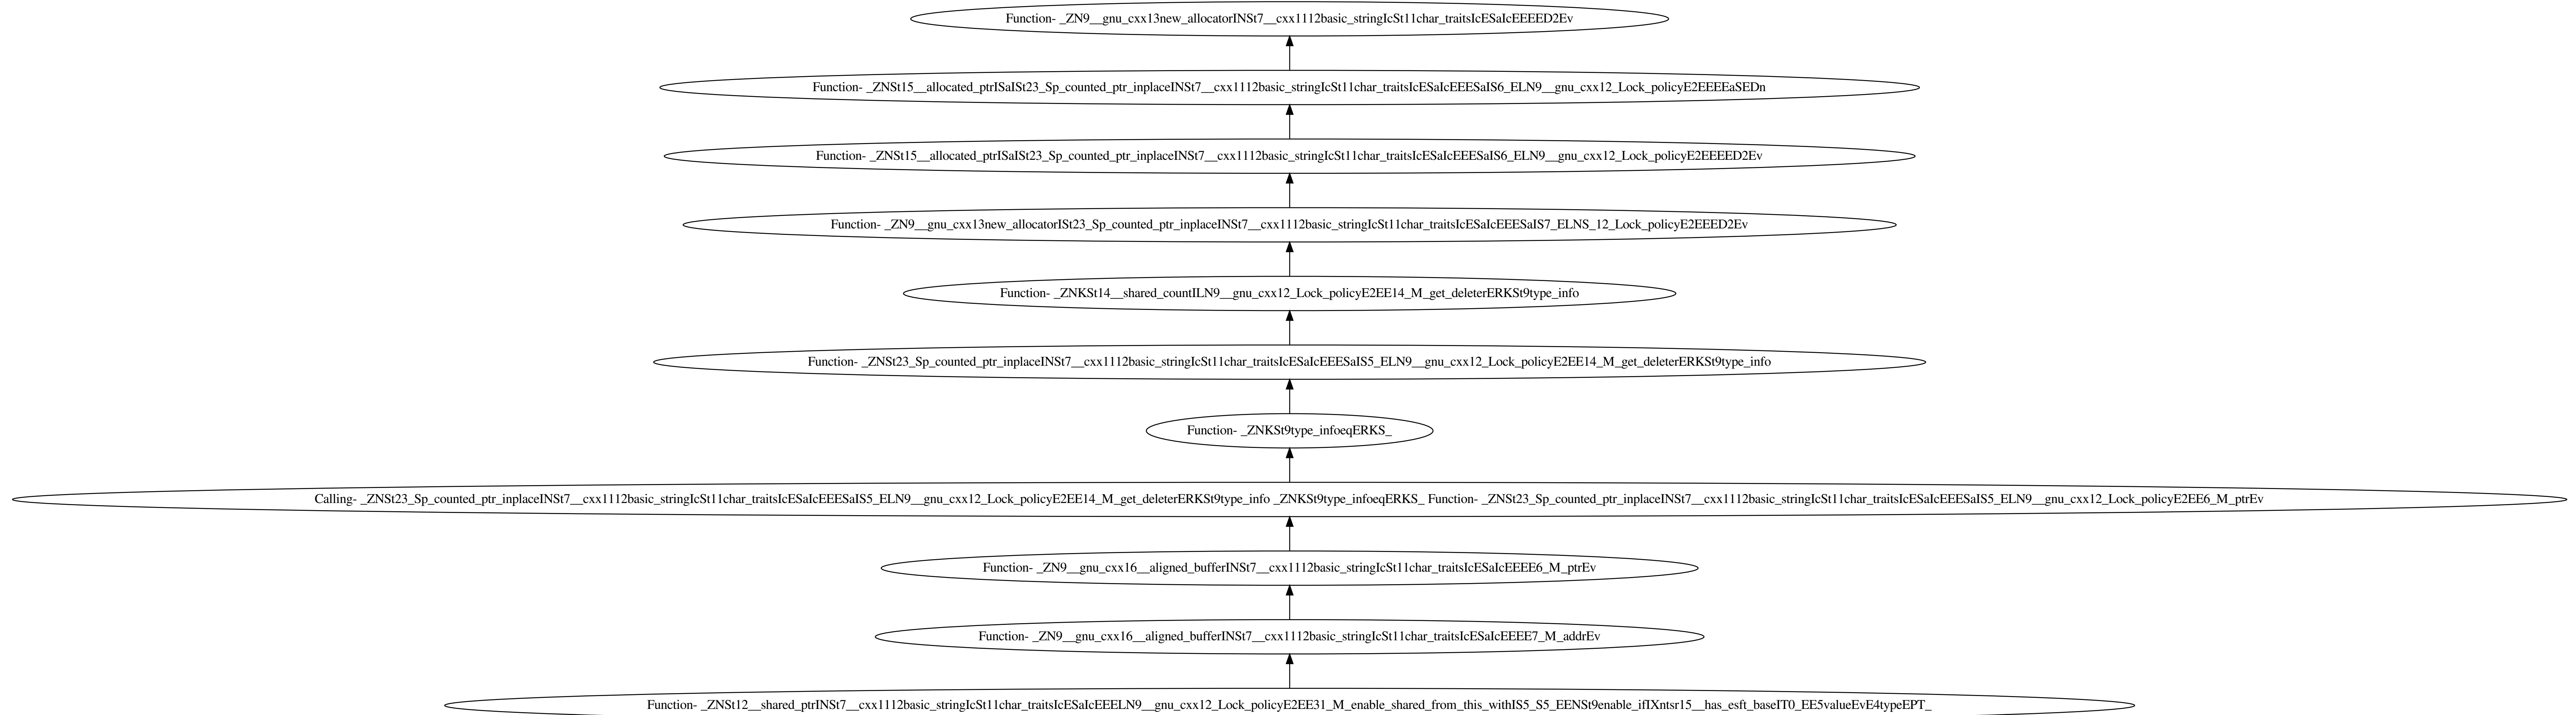 Function- _ZN9__gnu_cxx13new_allocatorINSt7__cxx1112basic_stringIcSt11char_traitsIcESaIcEEEED2Ev
Function- _ZNSt15__allocated_ptrISaISt23_Sp_counted_ptr_inplaceINSt7__cxx1112basic_stringIcSt11char_traitsIcESaIcEEESaIS6_ELN9__gnu_cxx12_Lock_policyE2EEEEaSEDn
Function- _ZNSt15__allocated_ptrISaISt23_Sp_counted_ptr_inplaceINSt7__cxx1112basic_stringIcSt11char_traitsIcESaIcEEESaIS6_ELN9__gnu_cxx12_Lock_policyE2EEEED2Ev
Function- _ZN9__gnu_cxx13new_allocatorISt23_Sp_counted_ptr_inplaceINSt7__cxx1112basic_stringIcSt11char_traitsIcESaIcEEESaIS7_ELNS_12_Lock_policyE2EEED2Ev
Function- _ZNKSt14__shared_countILN9__gnu_cxx12_Lock_policyE2EE14_M_get_deleterERKSt9type_info
Function- _ZNSt23_Sp_counted_ptr_inplaceINSt7__cxx1112basic_stringIcSt11char_traitsIcESaIcEEESaIS5_ELN9__gnu_cxx12_Lock_policyE2EE14_M_get_deleterERKSt9type_info
Function- _ZNKSt9type_infoeqERKS_
Calling- _ZNSt23_Sp_counted_ptr_inplaceINSt7__cxx1112basic_stringIcSt11char_traitsIcESaIcEEESaIS5_ELN9__gnu_cxx12_Lock_policyE2EE14_M_get_deleterERKSt9type_info _ZNKSt9type_infoeqERKS_ Function- _ZNSt23_Sp_counted_ptr_inplaceINSt7__cxx1112basic_stringIcSt11char_traitsIcESaIcEEESaIS5_ELN9__gnu_cxx12_Lock_policyE2EE6_M_ptrEv
Function- _ZN9__gnu_cxx16__aligned_bufferINSt7__cxx1112basic_stringIcSt11char_traitsIcESaIcEEEE6_M_ptrEv
Function- _ZN9__gnu_cxx16__aligned_bufferINSt7__cxx1112basic_stringIcSt11char_traitsIcESaIcEEEE7_M_addrEv
Function- _ZNSt12__shared_ptrINSt7__cxx1112basic_stringIcSt11char_traitsIcESaIcEEELN9__gnu_cxx12_Lock_policyE2EE31_M_enable_shared_from_this_withIS5_S5_EENSt9enable_ifIXntsr15__has_esft_baseIT0_EE5valueEvE4typeEPT_